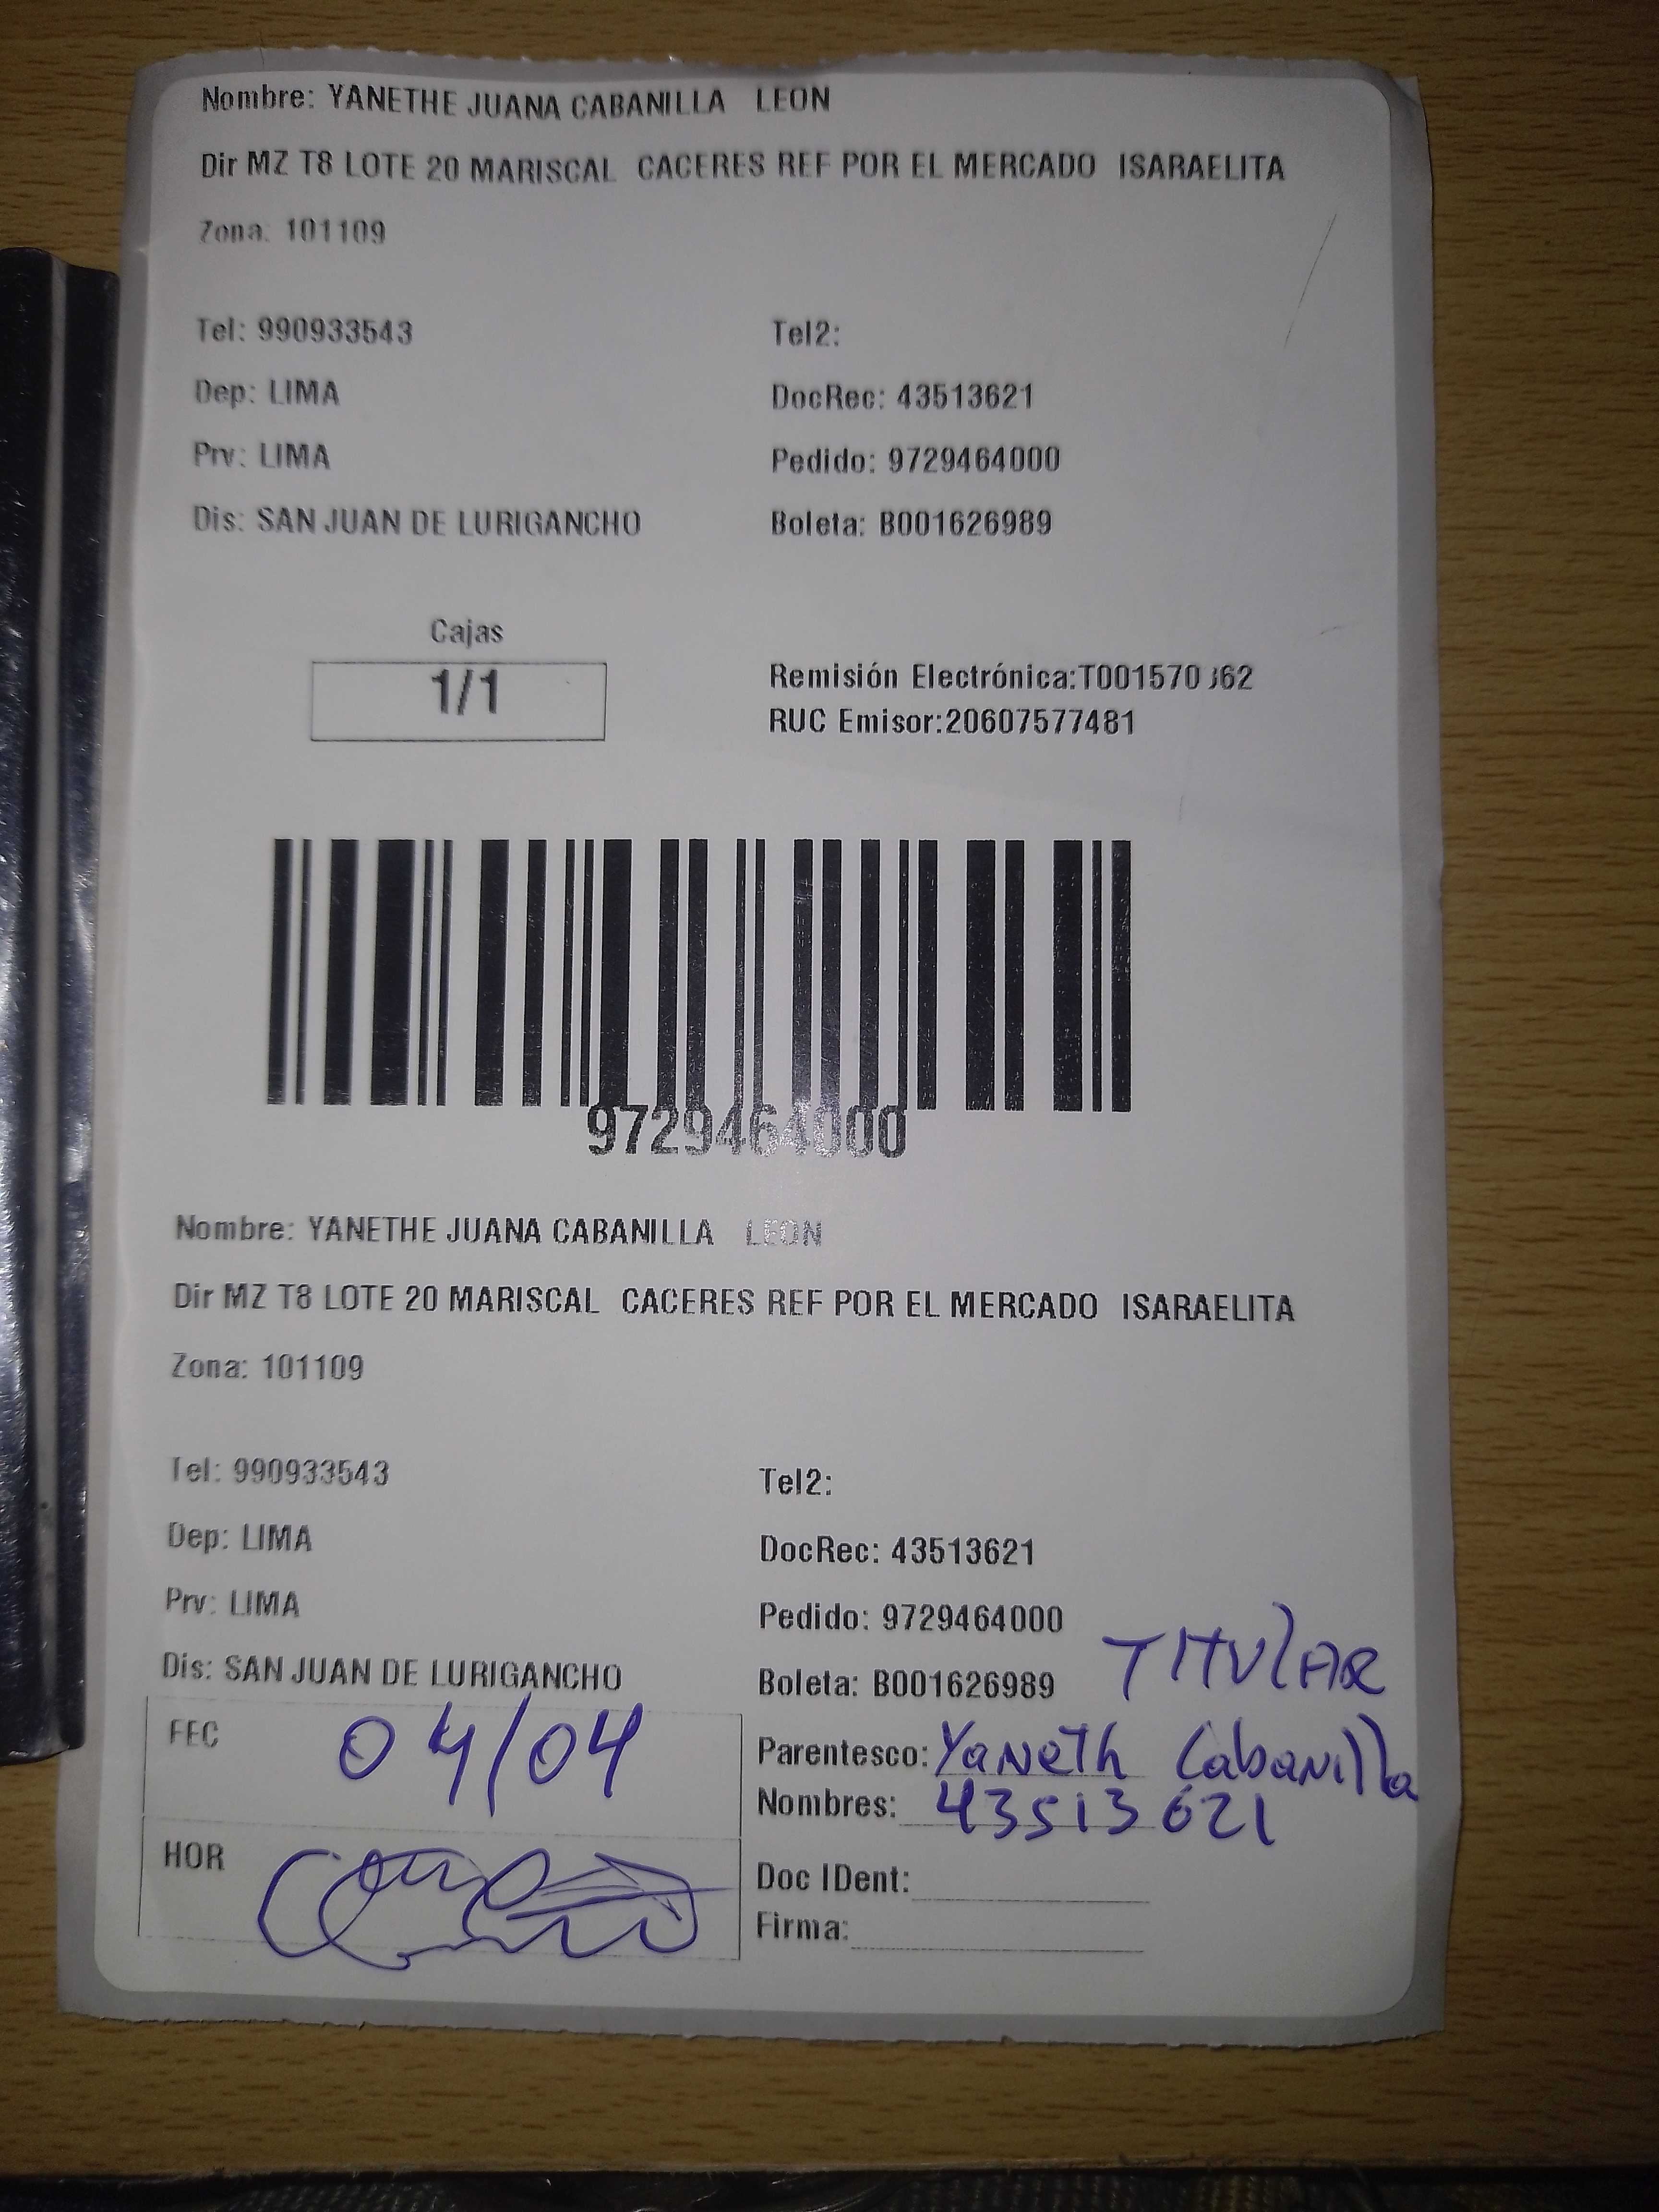 Nombre: YANETHE JUANA CABANILLA LEON
Dir MZ T8 LOTE 20 MARISCAL CACERES REF POR EL MERCADO ISARAELITA
Zona: 101109
Tel: 990933543 Tel2:
Dep: LIMA DocRec: 43513621
Prv: LIMA Pedido: 9729464000
Dis: SAN JUAN DE LURIGANCHO Boleta: B001626989
Cajas
1/1
Remisión Electrónica:
RUC Emisor:20607577481
9729464000
Nombre: YANETHE JUANA CABANILLA LEON
Dir MZ T8 LOTE 20 MARISCAL CACERES REF POR EL MERCADO ISARAELITA
Zona: 101109
Tel: 990933543 Tel2:
Dep: LIMA DocRec: 43513621
Prv: LIMA Pedido: 9729464000
TITULAR
Dis: SAN JUAN DE LURIGANCHO Boleta: B001626989
FEC 04/04
Parentesco: Yaneth Cabanilla
Nombres: 43513621
HOR
Doc IDent:
Firma: